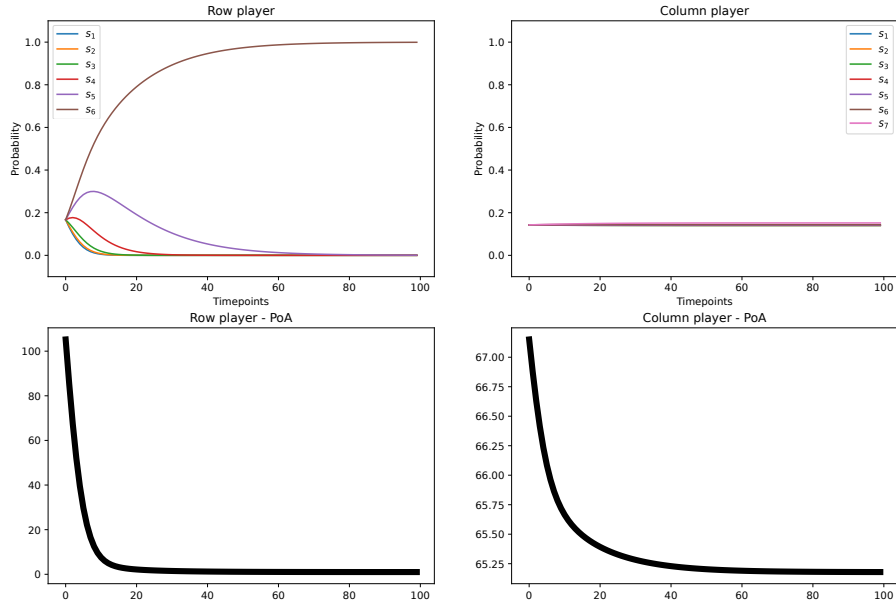 Row player
Column player
1.0
0.8
0.6
0.4
0.2
0.0
Probability
s1
s2
s3
s4
s5
s6
0 20 40 60 80 100
Timepoints
1.0
0.8
0.6
0.4
0.2
0.0
Probability
s1
s2
s3
s4
s5
s6
s7
0 20 40 60 80 100
Timepoints
Row player - PoA
Column player - PoA
100
80
60
40
20
0
0 20 40 60 80 100
67.00
66.75
66.50
66.25
66.00
65.75
65.50
65.25
0 20 40 60 80 100